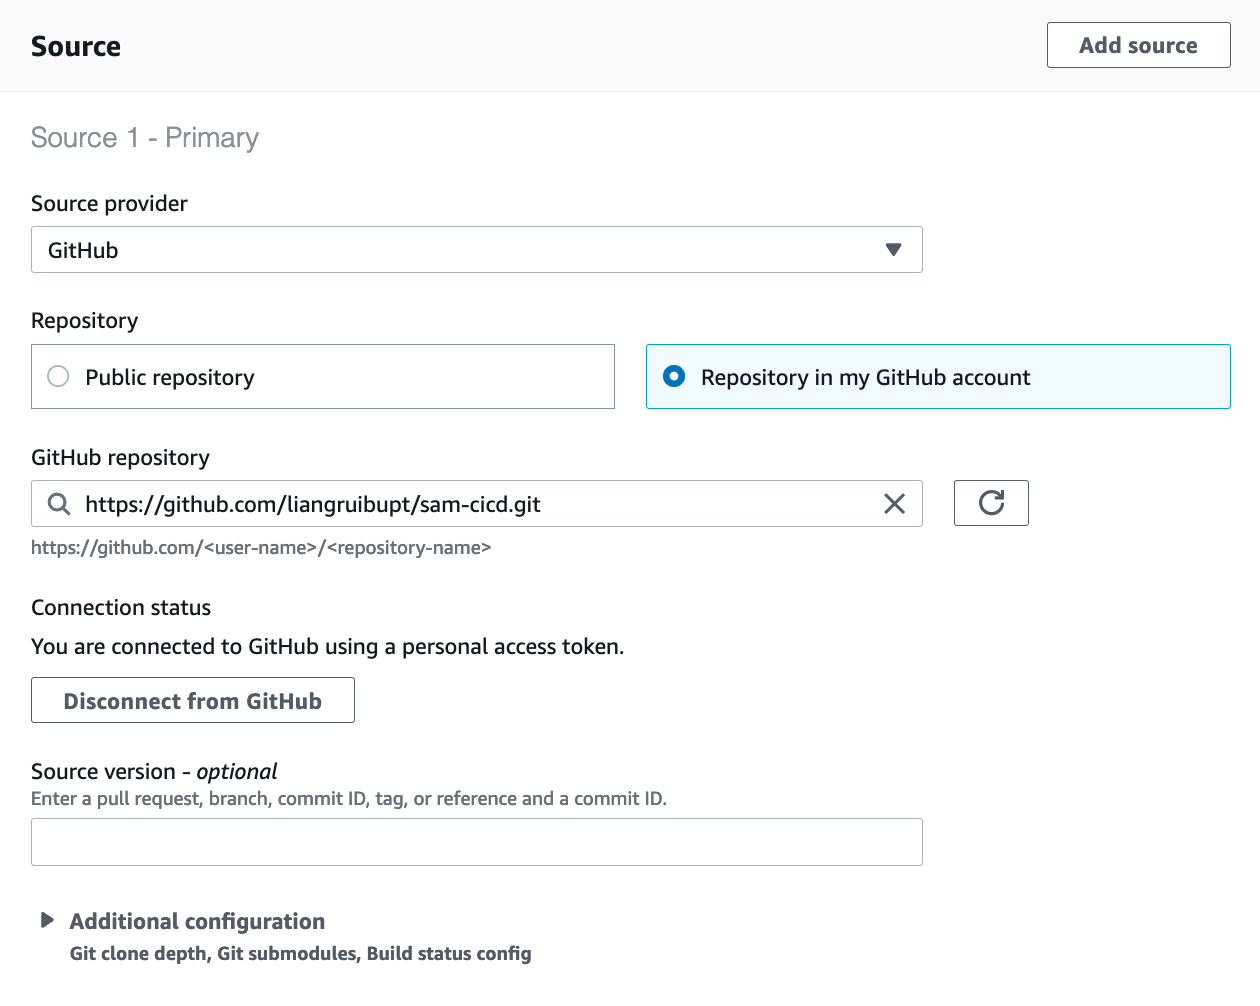 Source
Add source
Source 1 - Primary
Source provider
GitHub
Repository
Public repository
Repository in my GitHub account
GitHub repository
https://github.com/liangruibupt/sam-cicd.git
https://github.com/<user-name>/<repository-name>
Connection status
You are connected to GitHub using a personal access token.
Disconnect from GitHub
Source version - optional
Enter a pull request, branch, commit ID, tag, or reference and a commit ID.
Additional configuration
Git clone depth, Git submodules, Build status config